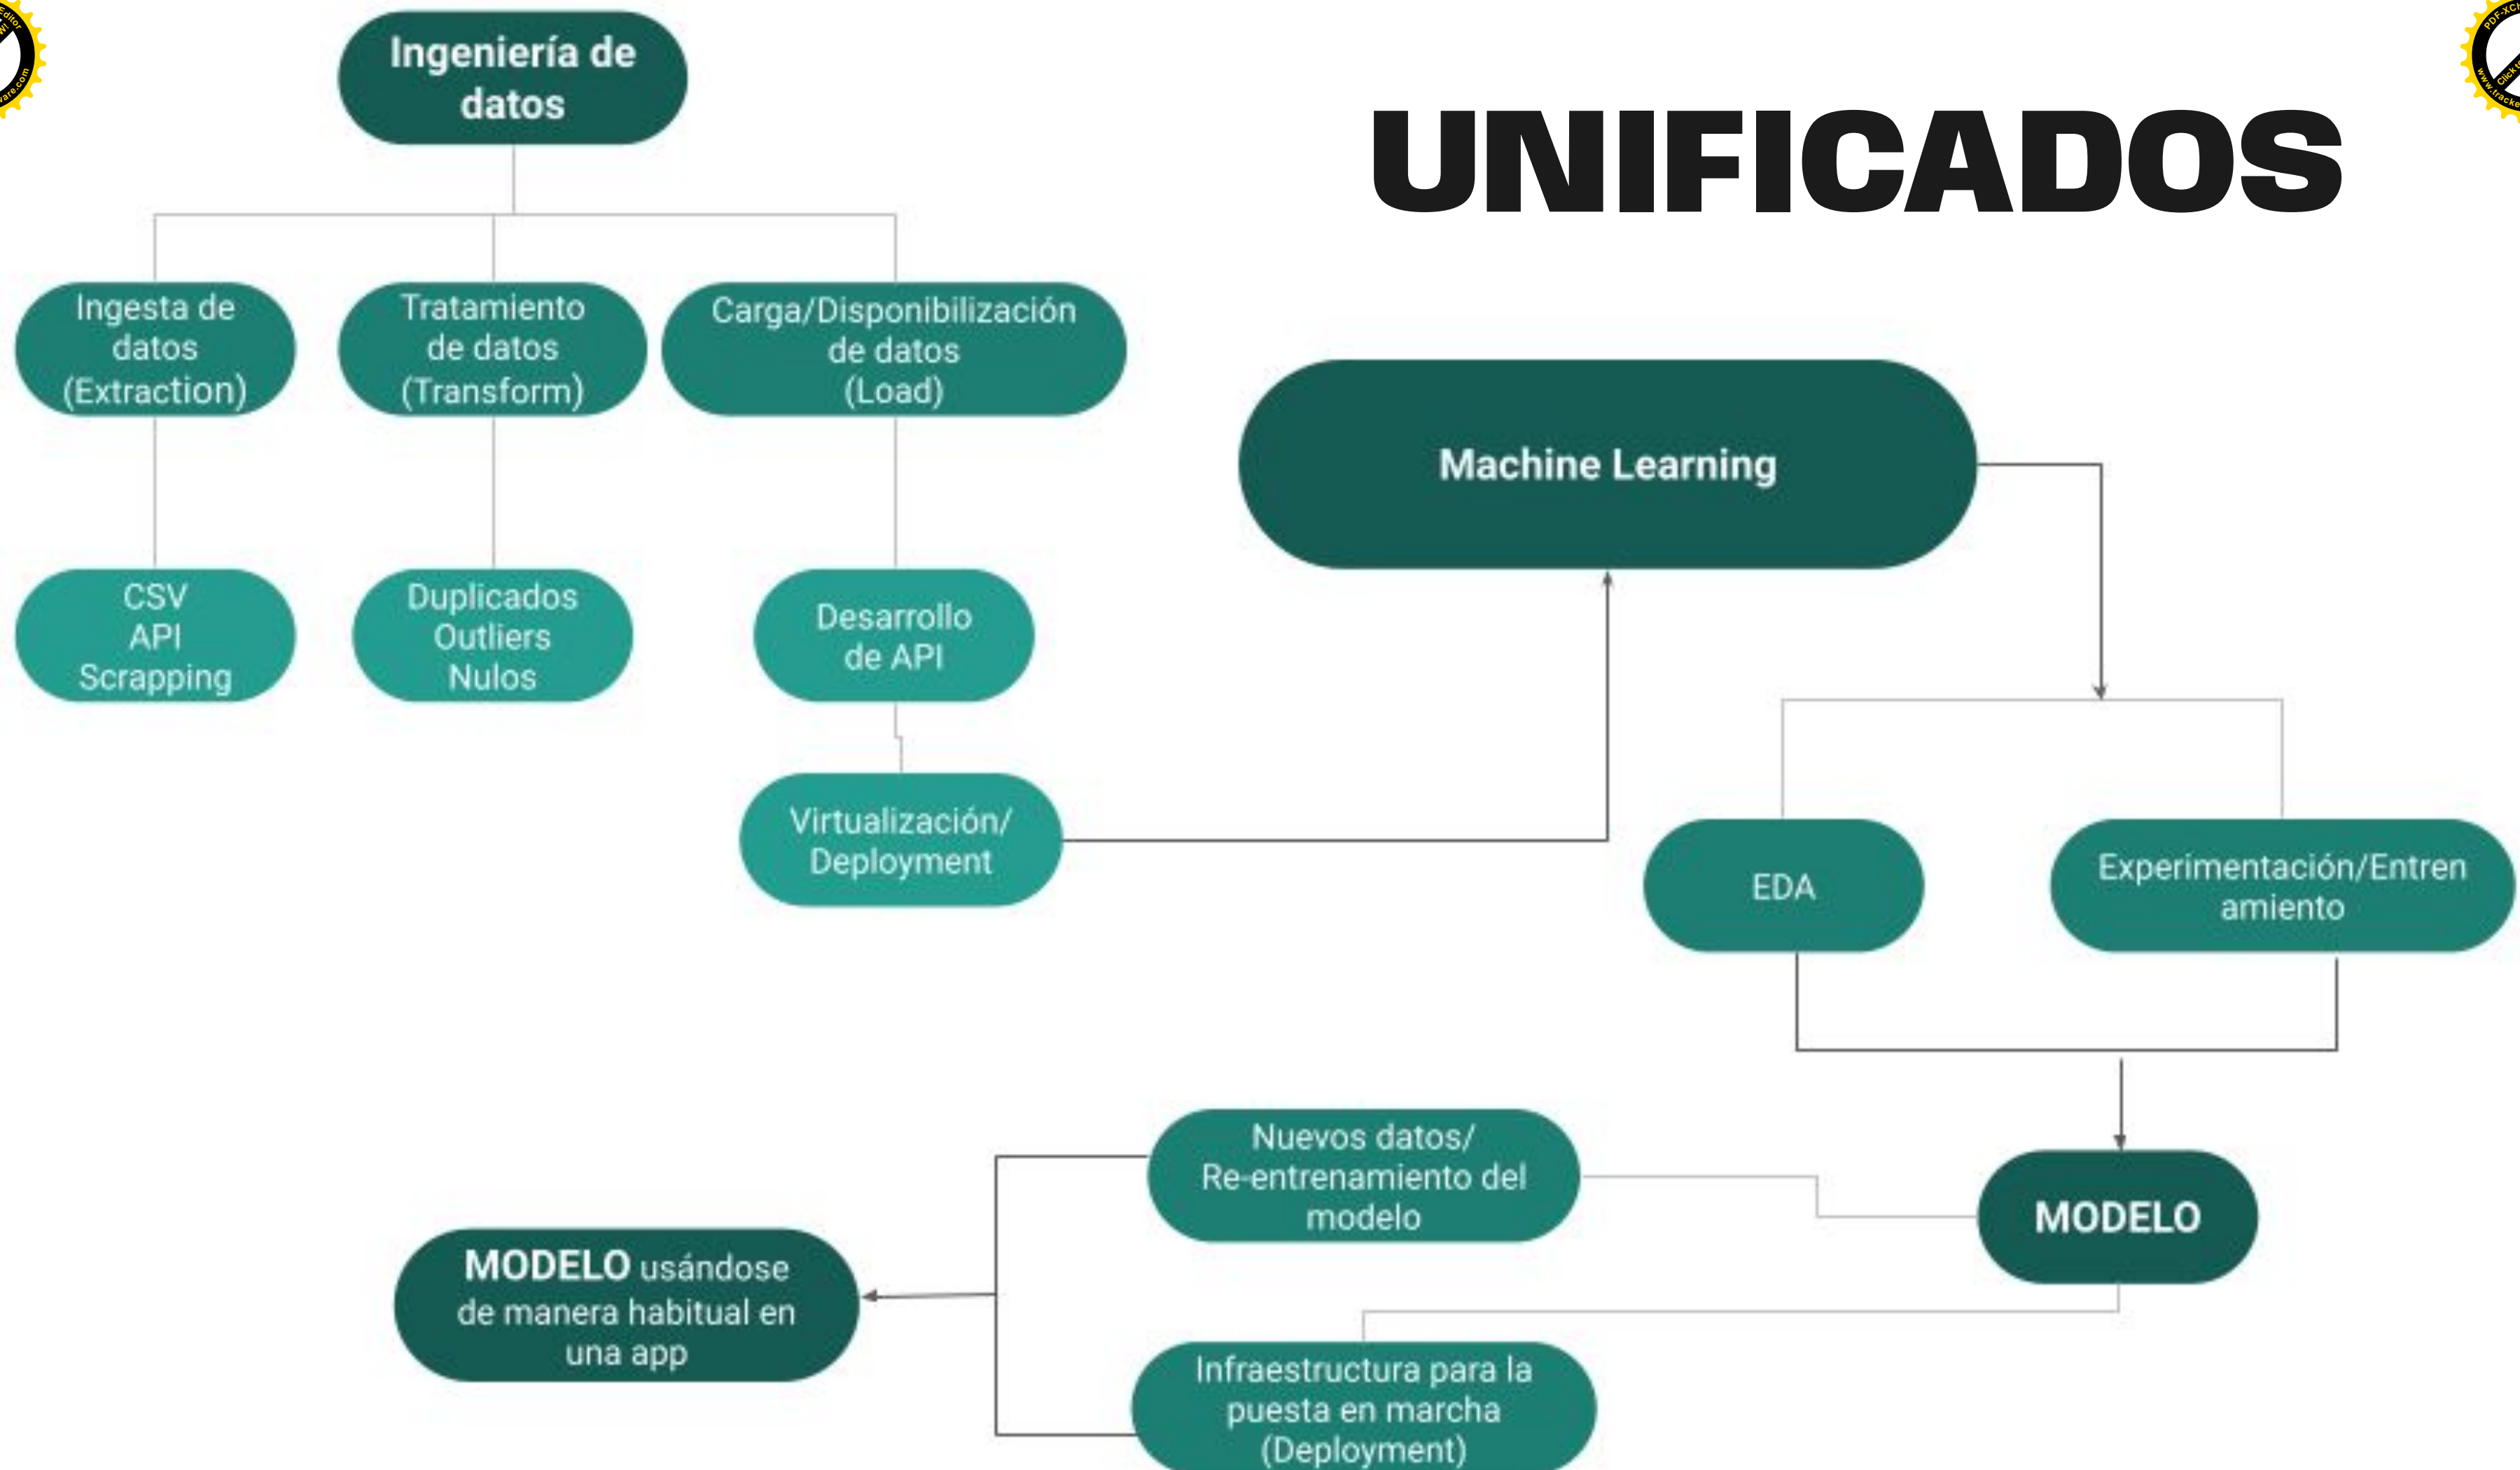 Ingeniería de
datos
UNIFICADOS
Ingesta de
datos
(Extraction)
Tratamiento
de datos
(Transform)
Carga/Disponibilización
de datos
(Load)
Machine Learning
CSV
API
Scrapping
Duplicados
Outliers
Nulos
Desarrollo
de API
Virtualización/
Deployment
EDA
Experimentación/Entren
amiento
Nuevos datos/
Re-entrenamiento del
modelo
MODELO
MODELO usándose
de manera habitual en
una app
Infraestructura para la
puesta en marcha
(Deployment)